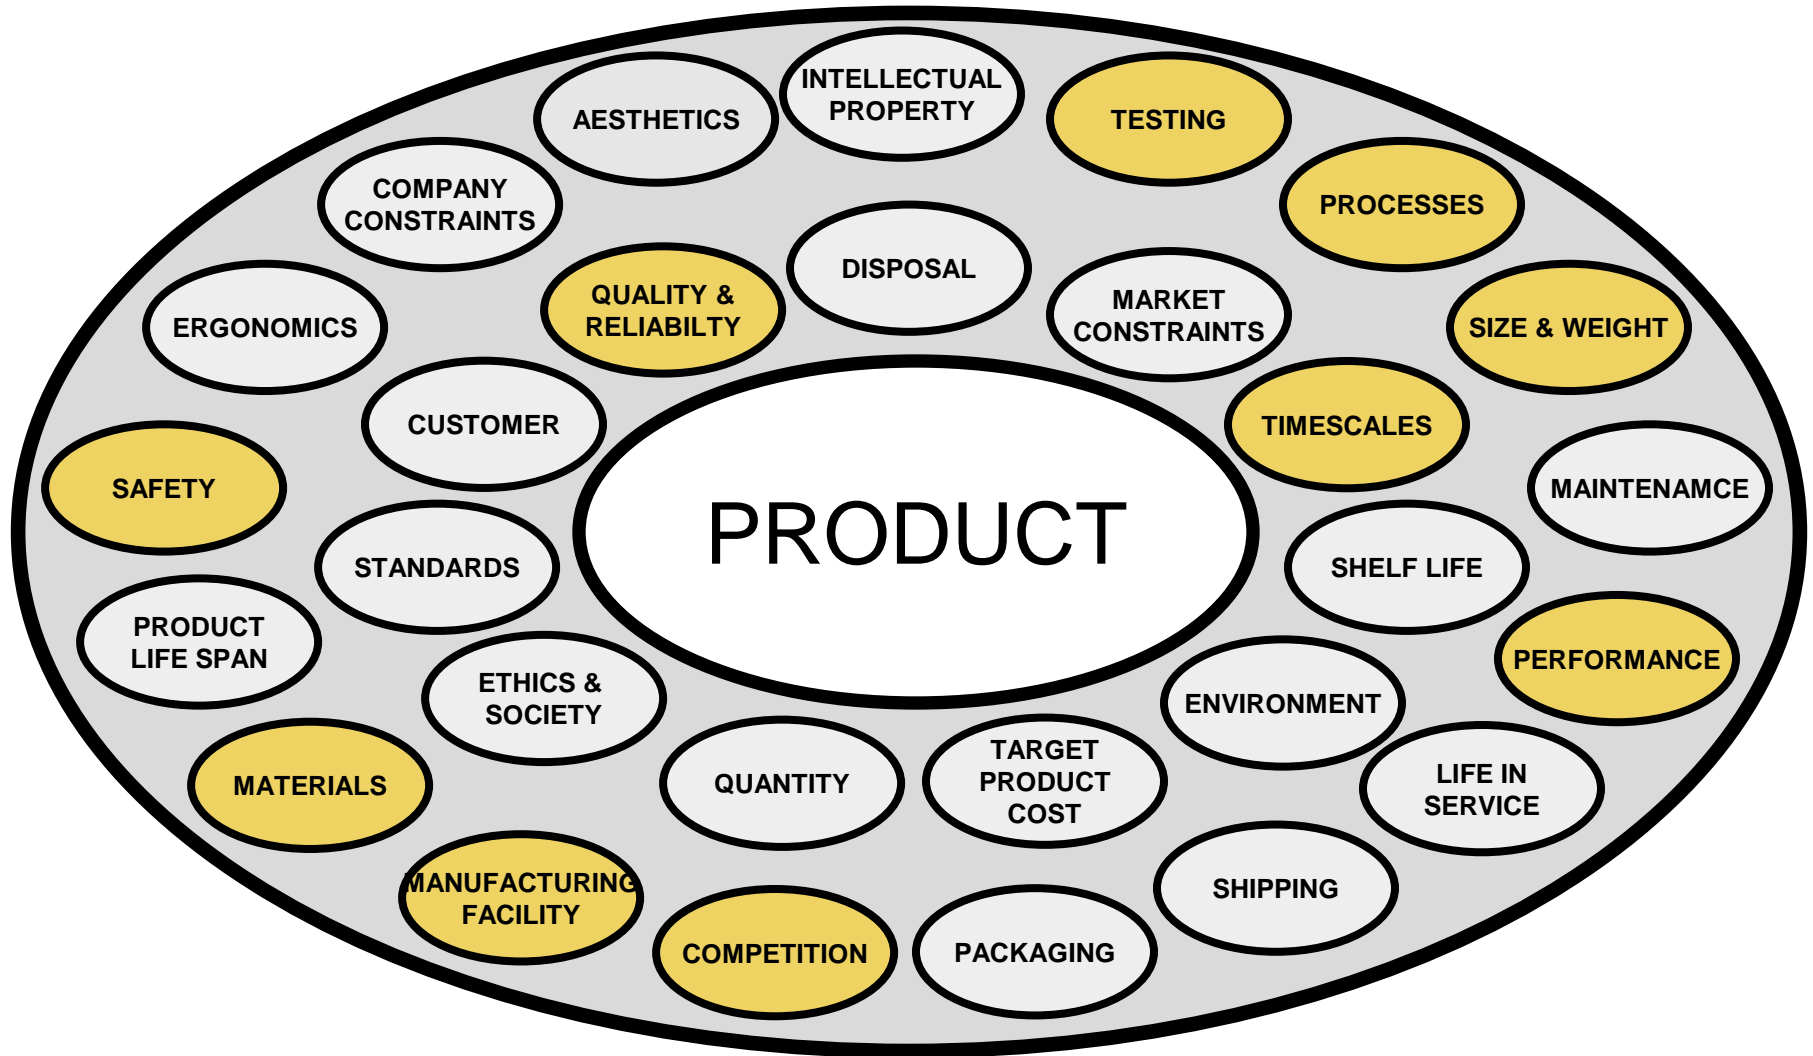 INTELLECTUAL
PROPERTY
AESTHETICS
TESTING
COMPANY
CONSTRAINTS
PROCESSES
DISPOSAL
QUALITY &
RELIABILTY
MARKET
CONSTRAINTS
ERGONOMICS
SIZE & WEIGHT
CUSTOMER
TIMESCALES
SAFETY
MAINTENAMCE
PRODUCT
STANDARDS
SHELF LIFE
PRODUCT
LIFE SPAN
PERFORMANCE
ETHICS &
SOCIETY
ENVIRONMENT
MATERIALS
QUANTITY
TARGET
PRODUCT
COST
LIFE IN
SERVICE
MANUFACTURING
FACILITY
SHIPPING
COMPETITION
PACKAGING